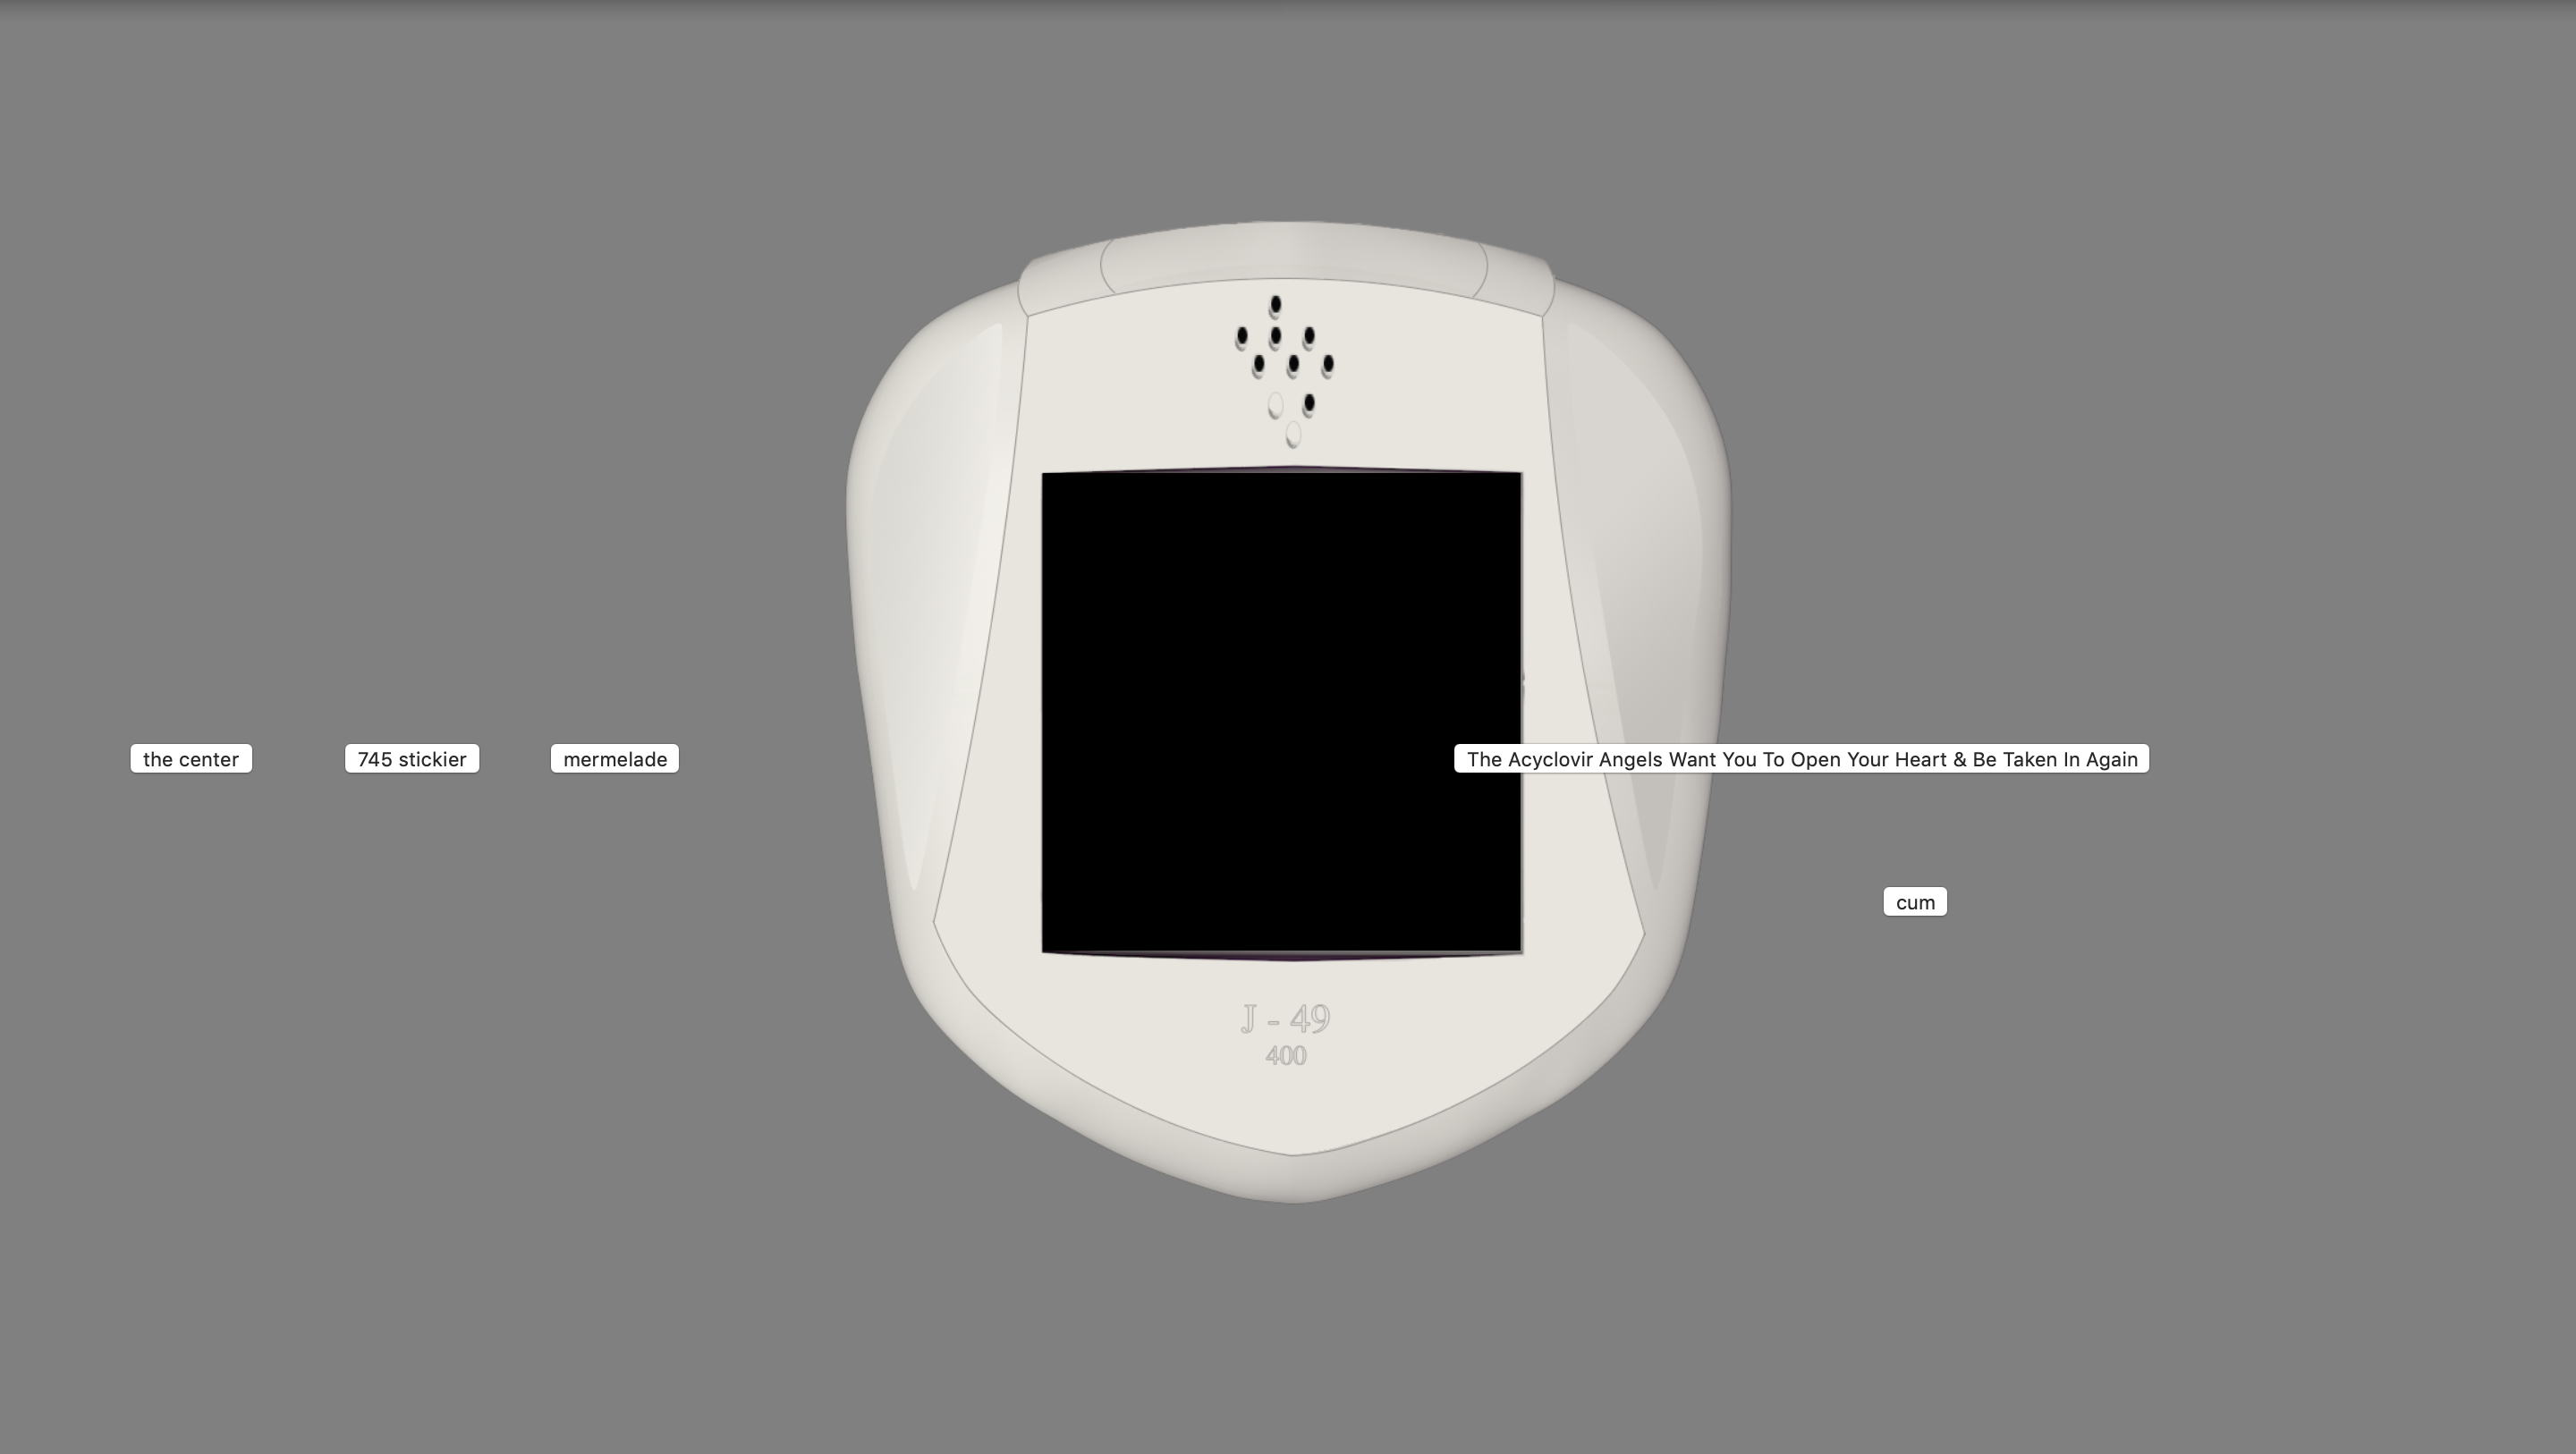 the center
745 stickier
mermelade
The Acyclovir Angels Want You To Open Your Heart & Be Taken In Again
cum
J - 49
400